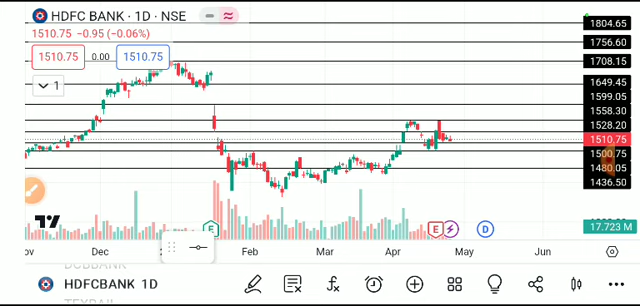 HDFC BANK · 1D · NSE
1510.75 −0.95 (−0.06%)
1510.75 0.00 1510.75
1
1804.65
1756.60
1708.15
1649.45
1599.05
1558.30
1528.20
1510.75
1500.75
1480.05
1436.50
17.723 M
E
E
D
Dec Feb Mar Apr May Jun
HDFCBANK 1D